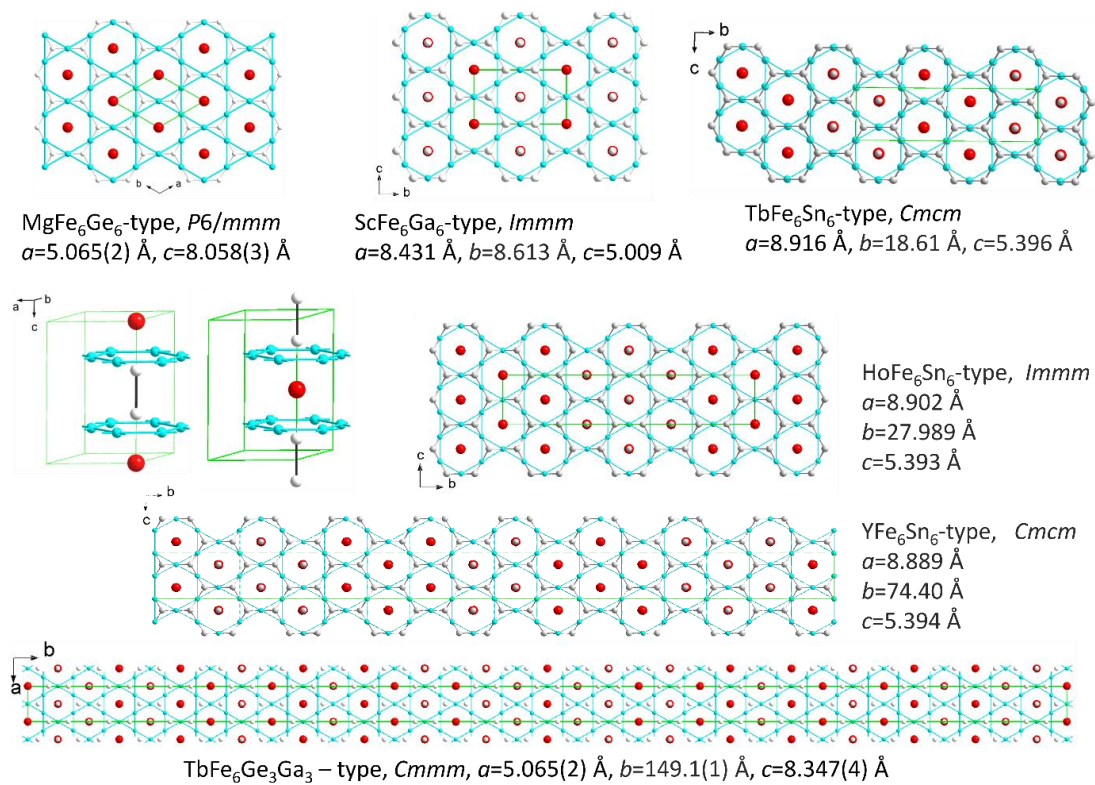 b
c
c
b
b
a
MgFe₆Ge₆-type, P6/mmm
a=5.065(2) Å, c=8.058(3) Å
ScFe₆Ga₆-type, Immm
a=8.431 Å, b=8.613 Å, c=5.009 Å
TbFe₆Sn₆-type, Cmcm
a=8.916 Å, b=18.61 Å, c=5.396 Å
a
b
c
HoFe₆Sn₆-type, Immm
a=8.902 Å
b=27.989 Å
c=5.393 Å
c
b
b
c
YFe₆Sn₆-type, Cmcm
a=8.889 Å
b=74.40 Å
c=5.394 Å
b
a
TbFe₆Ge₃Ga₃ – type, Cmmm, a=5.065(2) Å, b=149.1(1) Å, c=8.347(4) Å